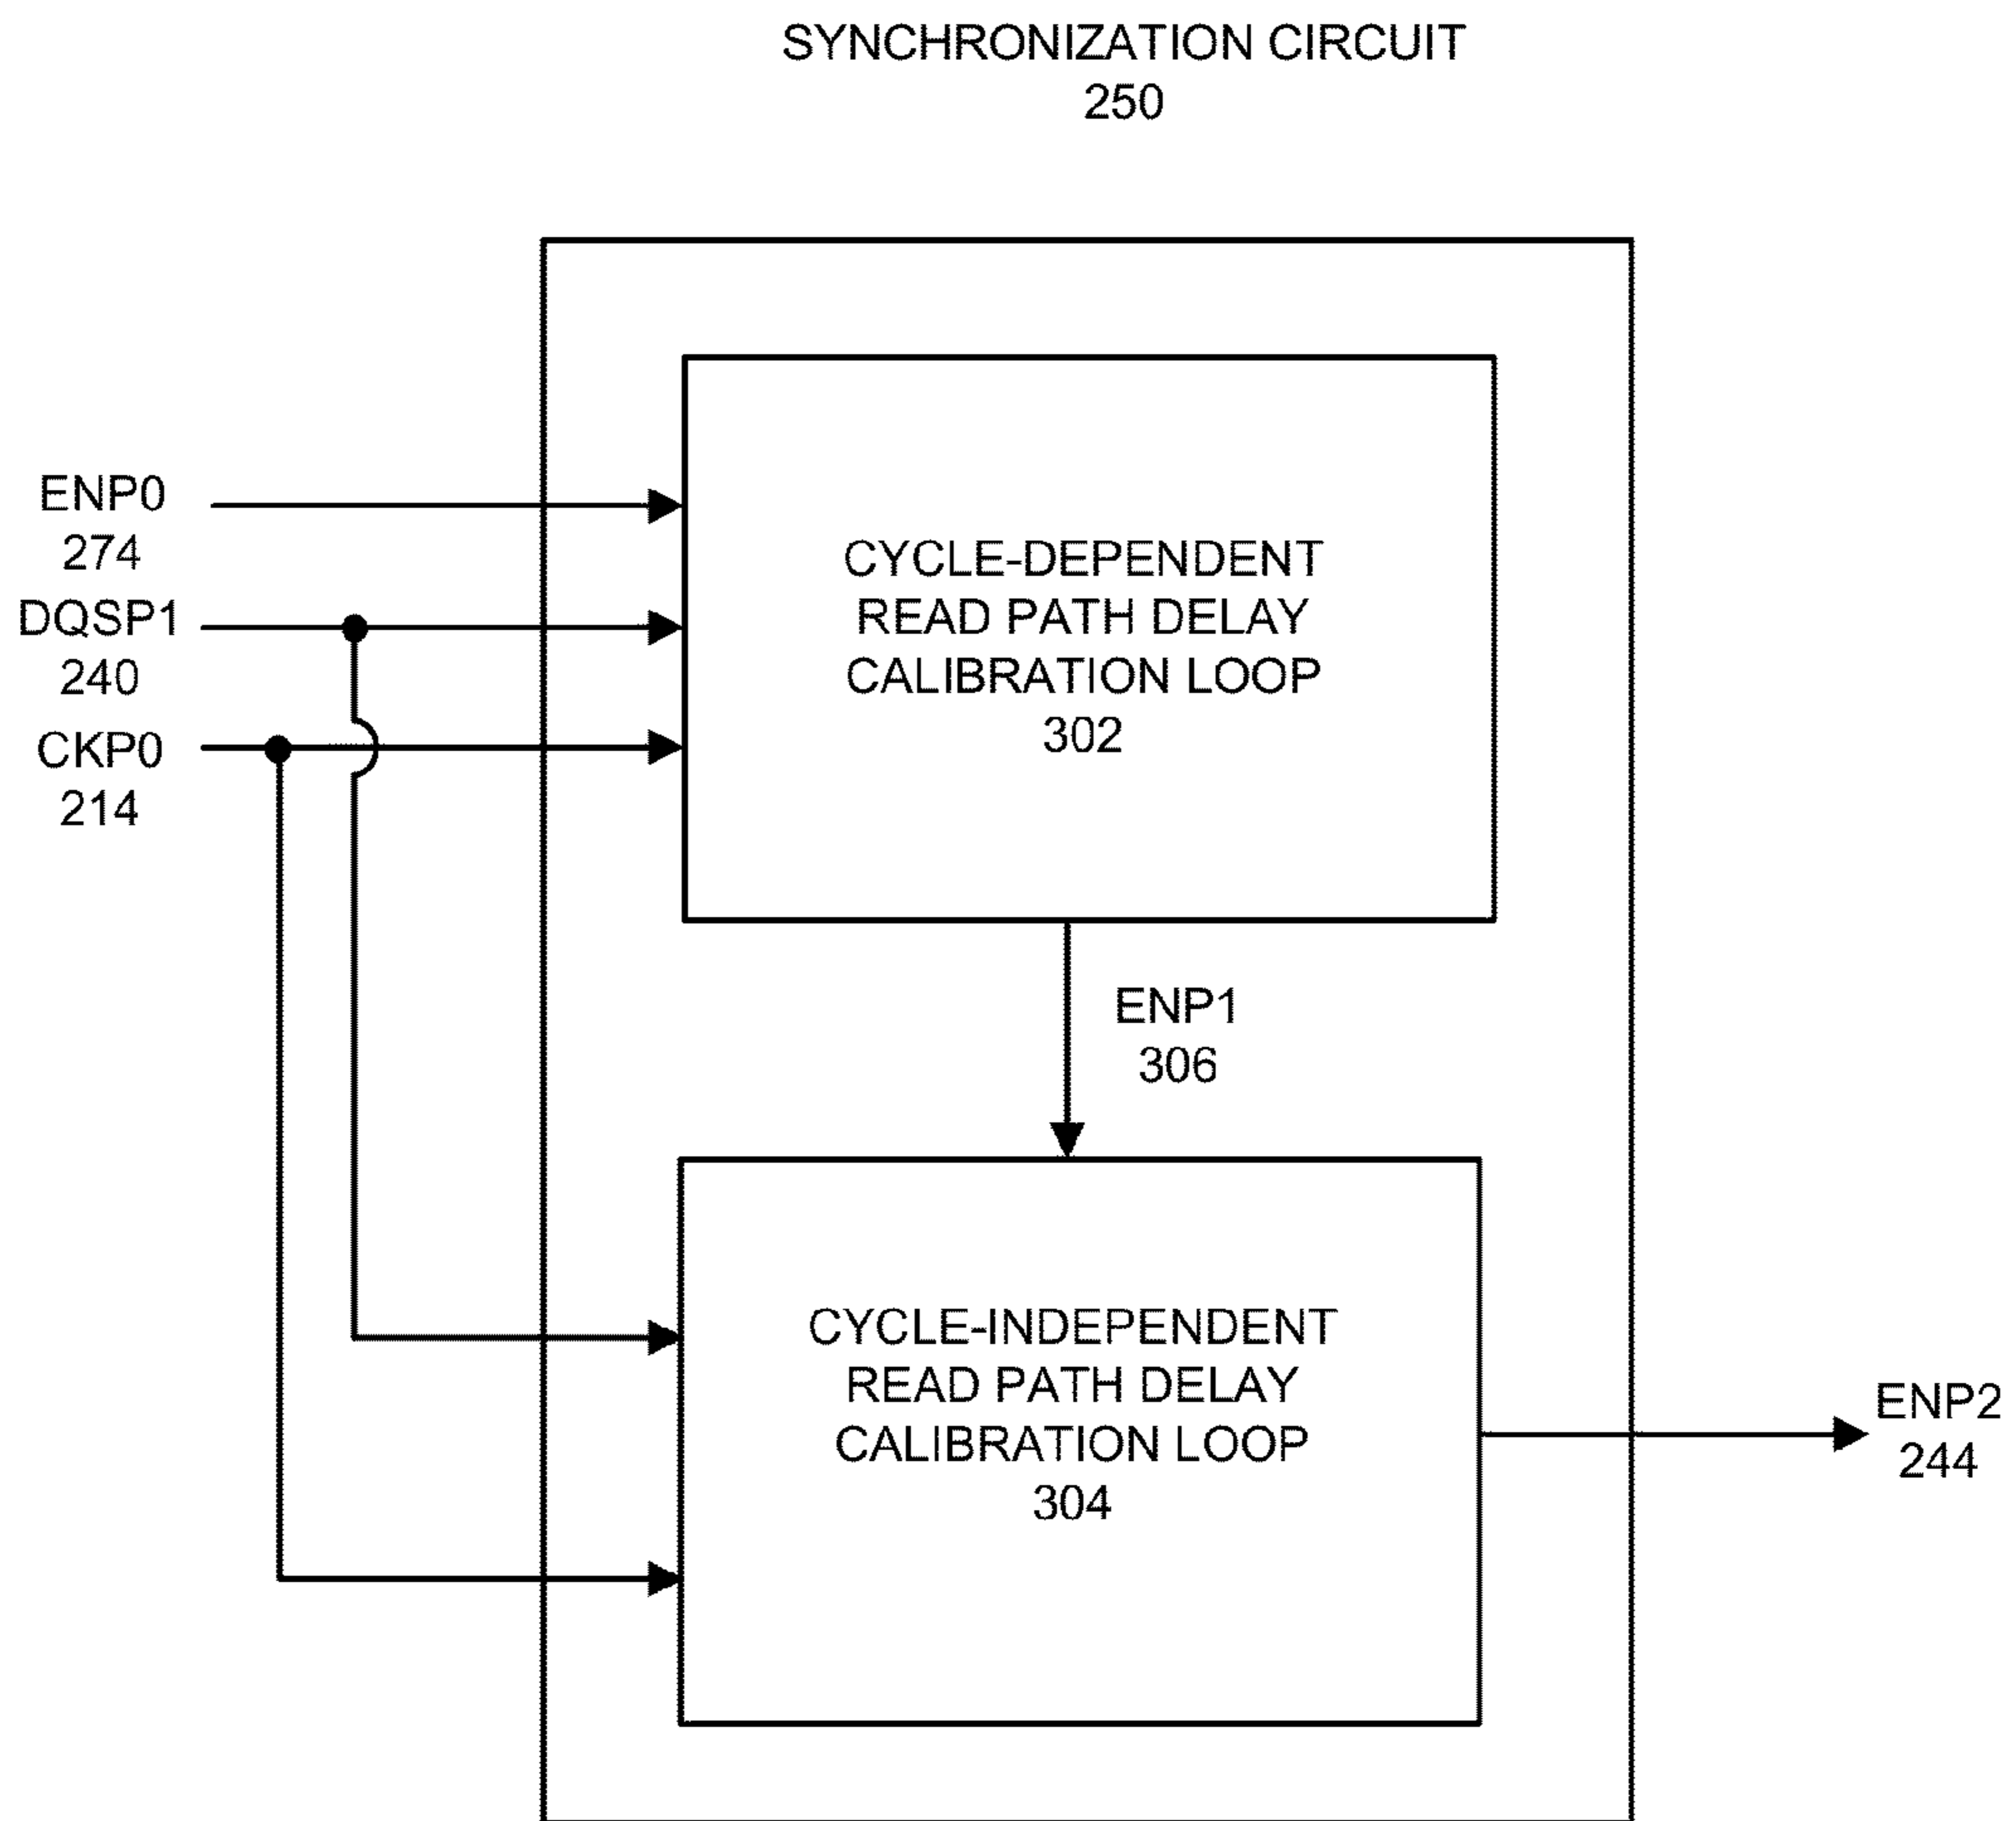 SYNCHRONIZATION CIRCUIT
250
ENP0
274
DQSP1
240
CKP0
214
CYCLE-DEPENDENT
READ PATH DELAY
CALIBRATION LOOP
302
ENP1
306
CYCLE-INDEPENDENT
READ PATH DELAY
CALIBRATION LOOP
304
ENP2
244